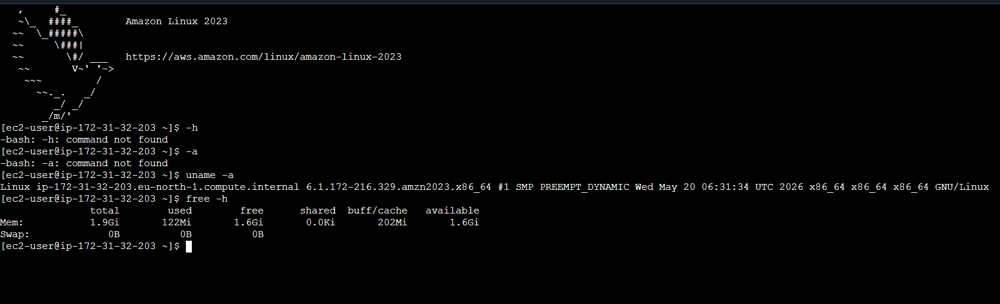 ,     #_
   ~\_  ####_        Amazon Linux 2023
  ~~  \_#####\
  ~~     \###|
  ~~       \#/ ___   https://aws.amazon.com/linux/amazon-linux-2023
   ~~       V~' '->
    ~~~         /
      ~~._.   _/
         _/ _/
       _/m/'
[ec2-user@ip-172-31-32-203 ~]$ -h
-bash: -h: command not found
[ec2-user@ip-172-31-32-203 ~]$ -a
-bash: -a: command not found
[ec2-user@ip-172-31-32-203 ~]$ uname -a
Linux ip-172-31-32-203.eu-north-1.compute.internal 6.1.172-216.329.amzn2023.x86_64 #1 SMP PREEMPT_DYNAMIC Wed May 20 06:31:34 UTC 2026 x86_64 x86_64 x86_64 GNU/Linux
[ec2-user@ip-172-31-32-203 ~]$ free -h
               total        used        free      shared  buff/cache   available
Mem:           1.9Gi       122Mi       1.6Gi       0.0Ki       202Mi       1.6Gi
Swap:             0B          0B          0B
[ec2-user@ip-172-31-32-203 ~]$